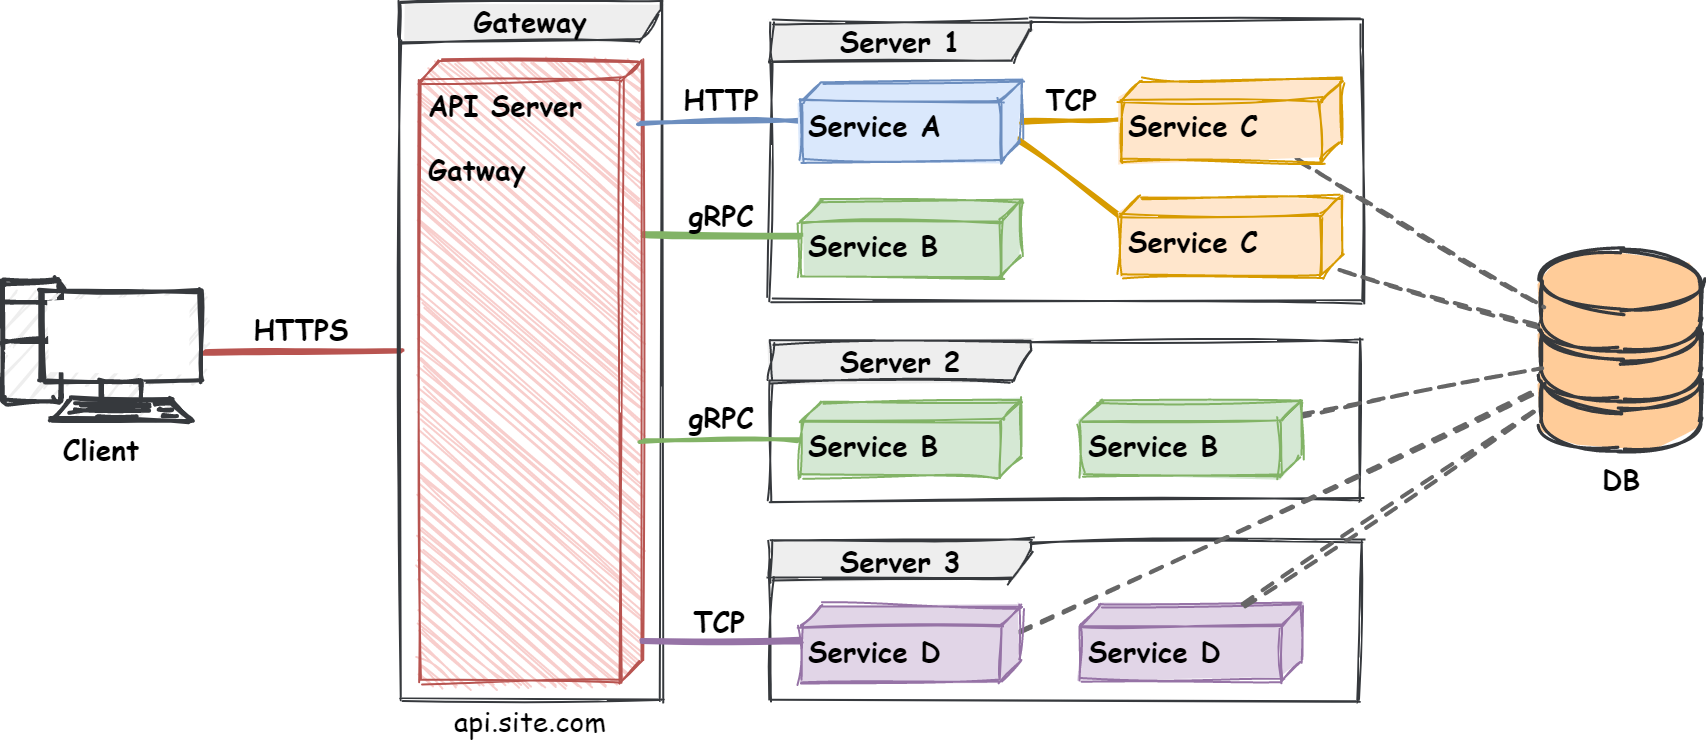 Gateway
API Server
Gatway
api.site.com
Client
HTTPS
HTTP
gRPC
gRPC
TCP
Server 1
Service A
TCP
Service C
Service B
Service C
Server 2
Service B
Service B
Server 3
Service D
Service D
DB